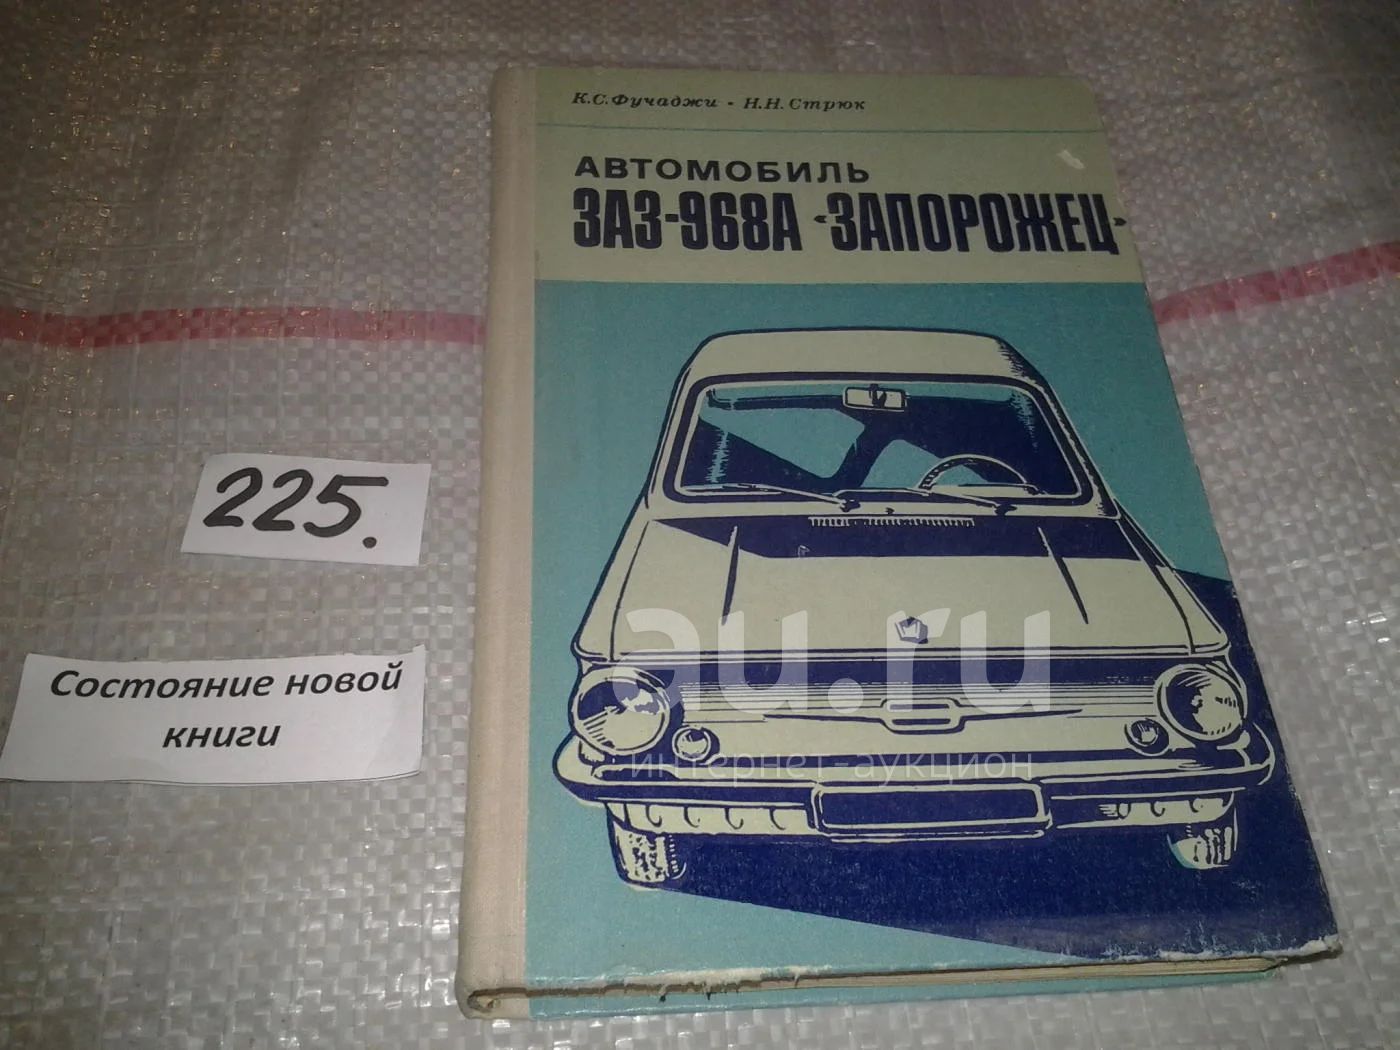 К.С.Фучаджи • Н.Н.Стрюк
АВТОМОБИЛЬ
ЗАЗ-968А «ЗАПОРОЖЕЦ»
225.
Состояние новой
книги
au.ru
интернет-аукцион